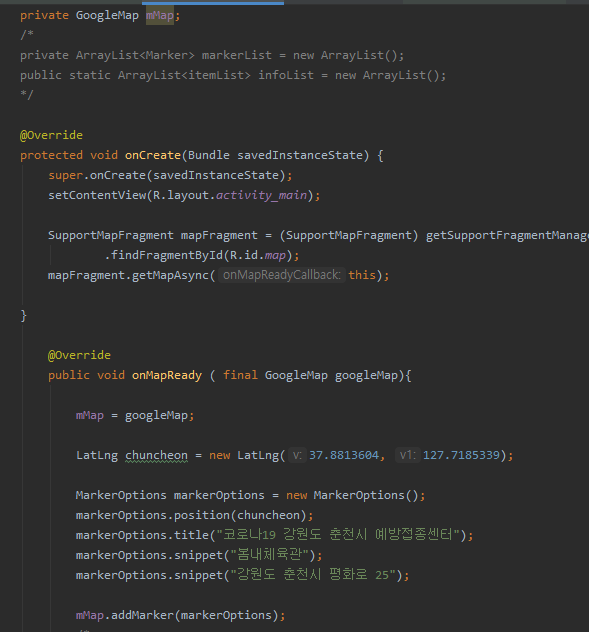 private GoogleMap mMap;
/*
private ArrayList<Marker> markerList = new ArrayList();
public static ArrayList<itemList> infoList = new ArrayList();
*/
@Override
protected void onCreate(Bundle savedInstanceState) {
super.onCreate(savedInstanceState);
setContentView(R.layout.activity_main);
SupportMapFragment mapFragment = (SupportMapFragment) getSupportFragmentManage
.findFragmentById(R.id.map);
mapFragment.getMapAsync( onMapReadyCallback: this);
}
@Override
public void onMapReady ( final GoogleMap googleMap){
mMap = googleMap;
LatLng chuncheon = new LatLng( v: 37.8813604, v1: 127.7185339);
MarkerOptions markerOptions = new MarkerOptions();
markerOptions.position(chuncheon);
markerOptions.title("코로나19 강원도 춘천시 예방접종센터");
markerOptions.snippet("봄내체육관");
markerOptions.snippet("강원도 춘천시 평화로 25");
mMap.addMarker(markerOptions);